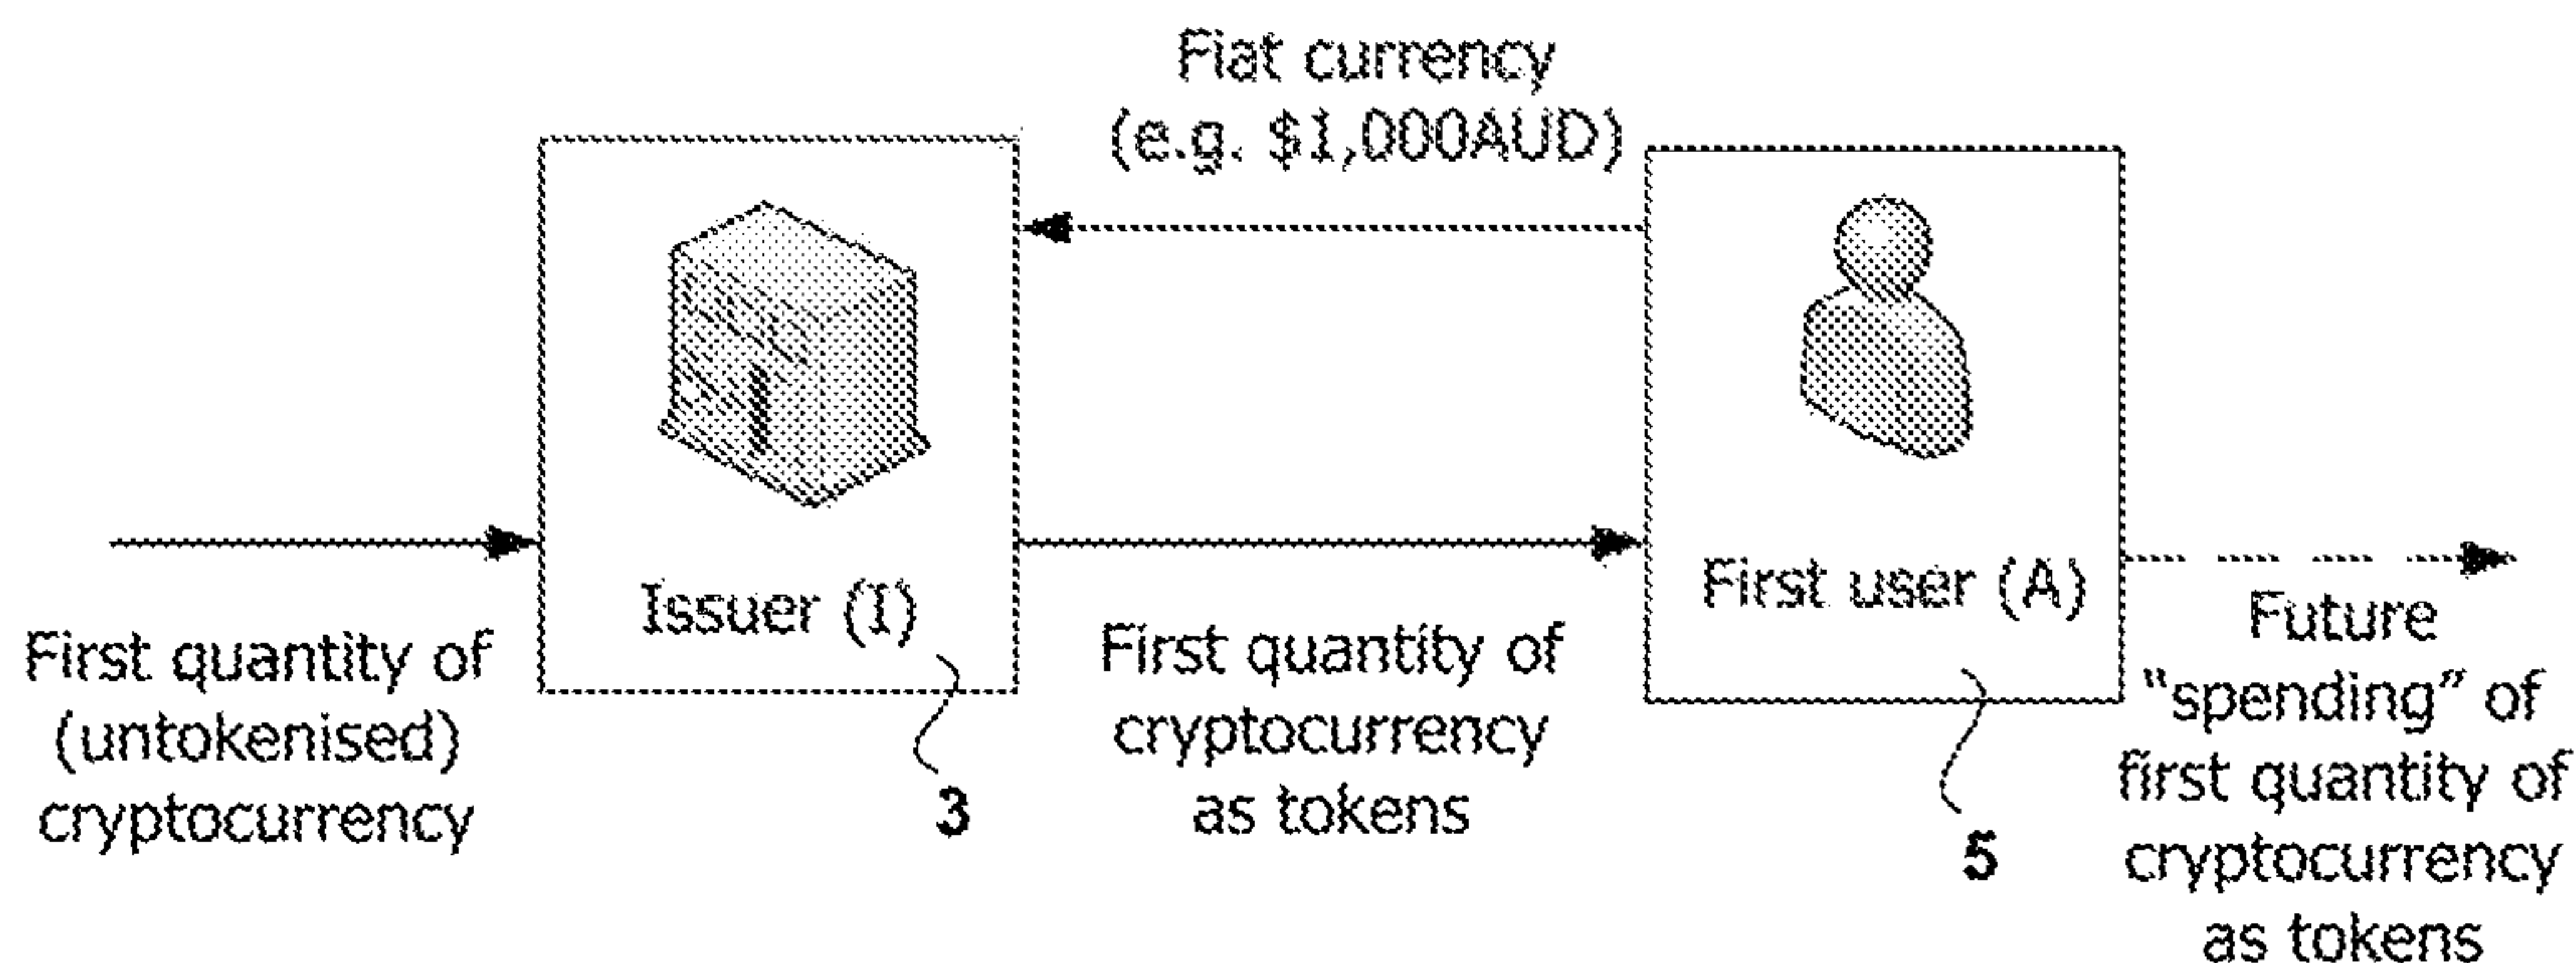 Fiat currency
(e.g. $1,000AUD)
Issuer (I)
First user (A)
First quantity of
(untokenised)
cryptocurrency
3
First quantity of
cryptocurrency
as tokens
5
Future
“spending” of
first quantity of
cryptocurrency
as tokens